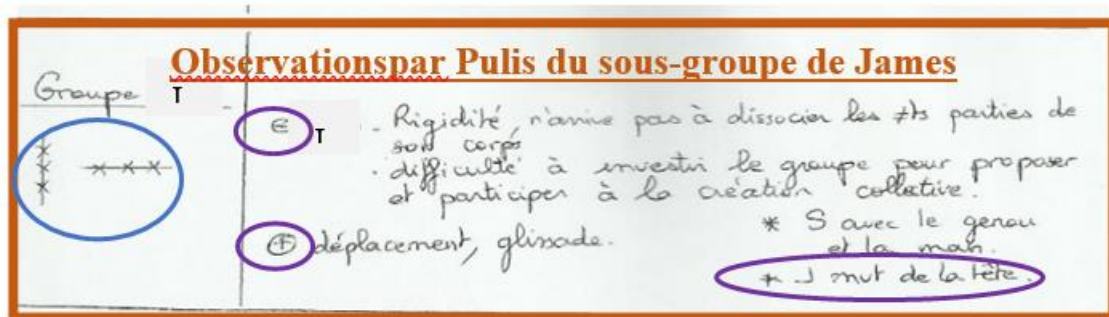 Observationspar Pulis du sous-groupe de James
Groupe T
⊖ T - Rigidité, n'arrive pas à dissocier les ≠ts parties de
son corps
- difficulté à investir le groupe pour proposer
et participer à la création collective.
⊕ déplacement, glissade.
* S avec le genou
et la main.
* mvt de la tête.